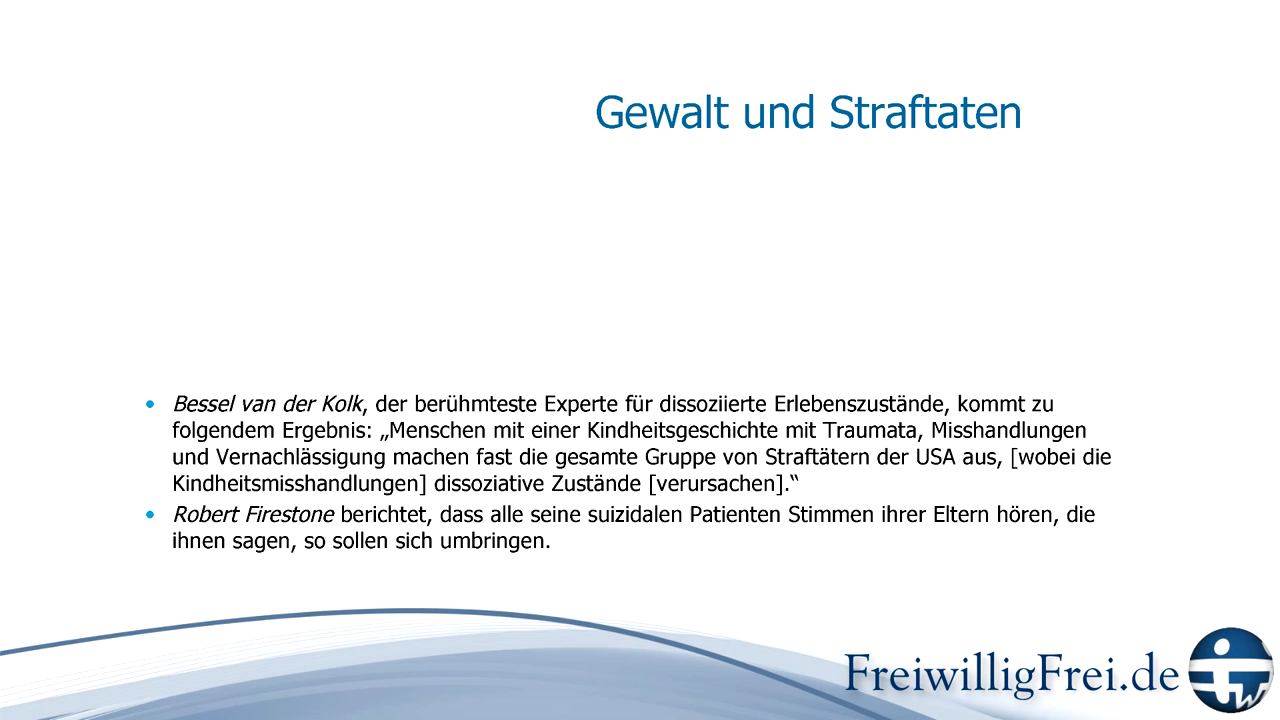 Gewalt und Straftaten
• Bessel van der Kolk, der berühmteste Experte für dissoziierte Erlebenszustände, kommt zu
folgendem Ergebnis: „Menschen mit einer Kindheitsgeschichte mit Traumata, Misshandlungen
und Vernachlässigung machen fast die gesamte Gruppe von Straftätern der USA aus, [wobei die
Kindheitsmisshandlungen] dissoziative Zustände [verursachen].“
• Robert Firestone berichtet, dass alle seine suizidalen Patienten Stimmen ihrer Eltern hören, die
ihnen sagen, so sollen sich umbringen.
FreiwilligFrei.de